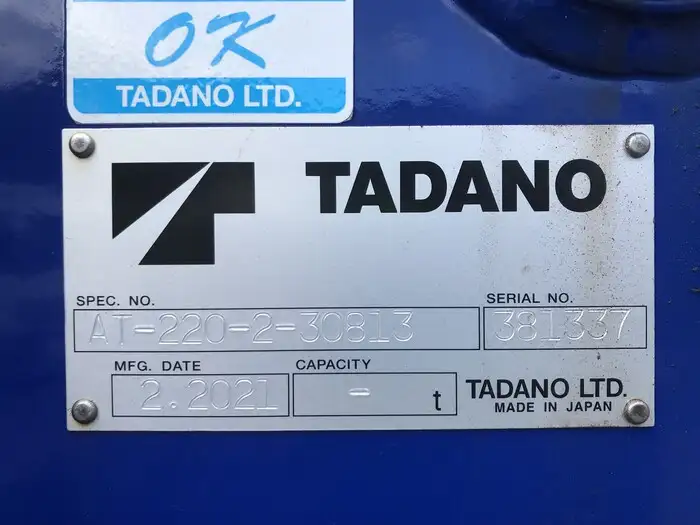 OK
TADANO LTD.
TADANO
SPEC. NO.
SERIAL NO.
AT-220-2-30813
381337
MFG. DATE
CAPACITY
2.2021
- t
TADANO LTD.
MADE IN JAPAN